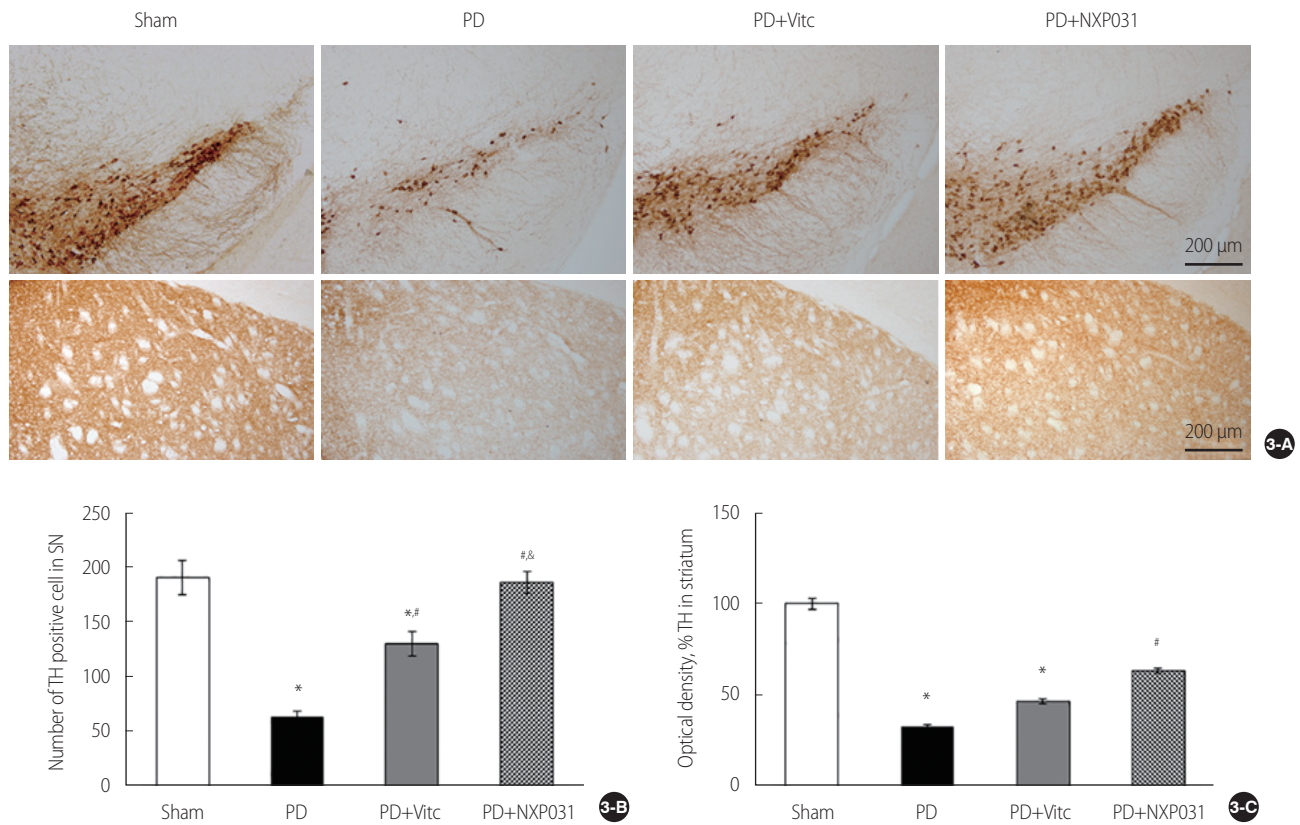 Sham PD PD+Vitc PD+NXP031
200 µm
200 µm
3-A
Number of TH positive cell in SN
250
200
150
100
50
0
*
*,#
#,&
Sham PD PD+Vitc PD+NXP031
3-B
Optical density, % TH in striatum
150
100
50
0
*
*
#
Sham PD PD+Vitc PD+NXP031
3-C